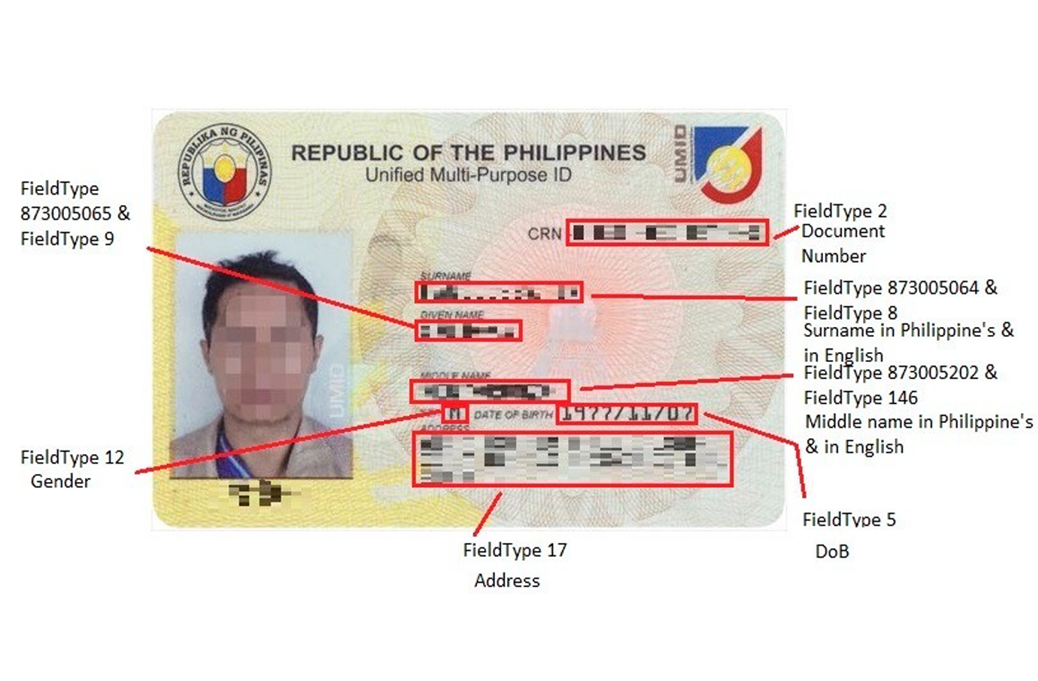 REPUBLIKA NG PILIPINAS
REPUBLIC OF THE PHILIPPINES
Unified Multi-Purpose ID
UMID
FieldType
873005065 &
FieldType 9
CRN
FieldType 2
Document
Number
SURNAME
FieldType 873005064 &
FieldType 8
Surname in Philippine's &
in English
GIVEN NAME
UMID
MIDDLE NAME
FieldType 873005202 &
FieldType 146
Middle name in Philippine's
& in English
M DATE OF BIRTH 1977/11/07
ADDRESS
FieldType 12
Gender
FieldType 5
DoB
FieldType 17
Address